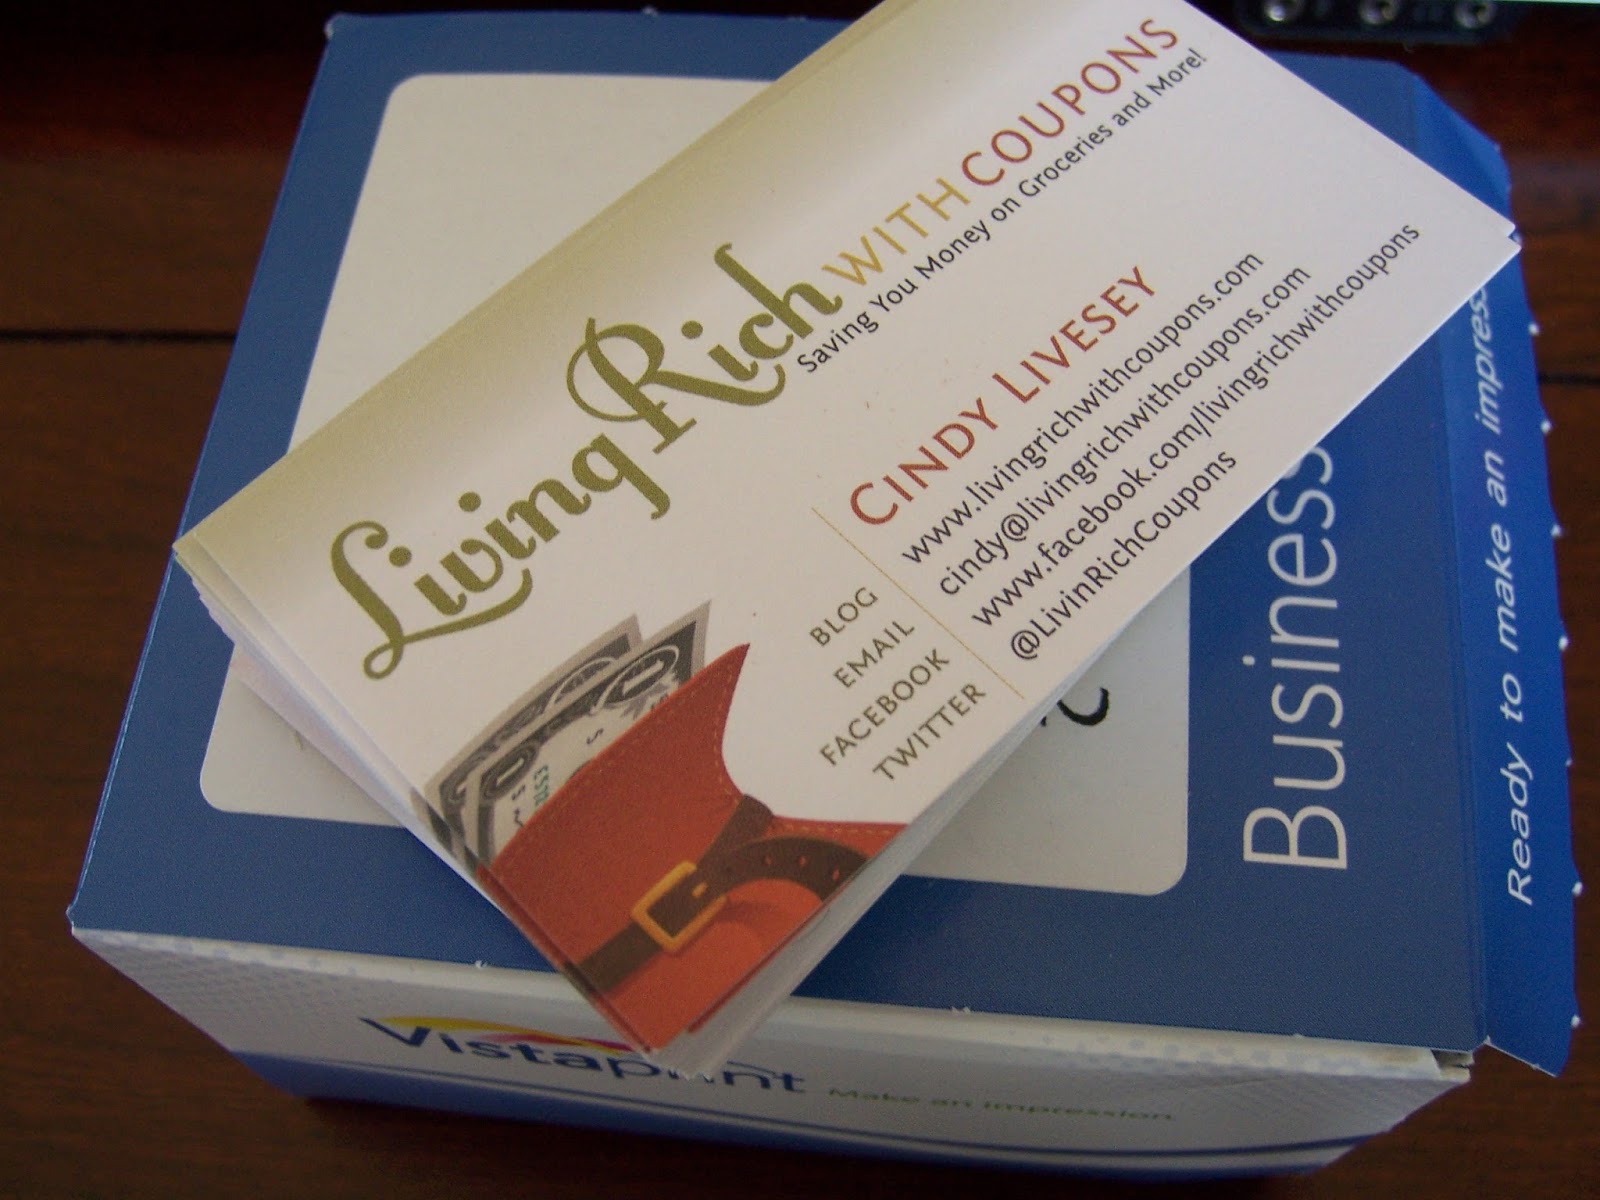 Living Rich WITH COUPONS
Saving You Money on Groceries and More!
CINDY LIVESEY
BLOG www.livingrichwithcoupons.com
EMAIL cindy@livingrichwithcoupons.com
FACEBOOK www.facebook.com/livingrichwithcoupons
TWITTER @LivinRichCoupons
Business
Ready to make an impress
Vistaprint Make an impression.